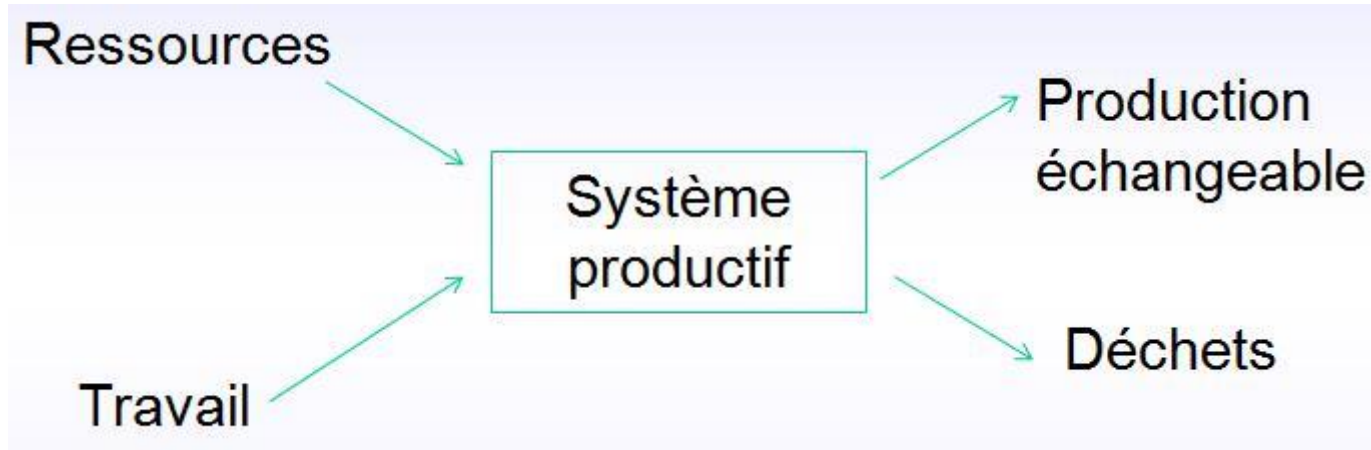 Ressources
Production
échangeable
Système
productif
Déchets
Travail